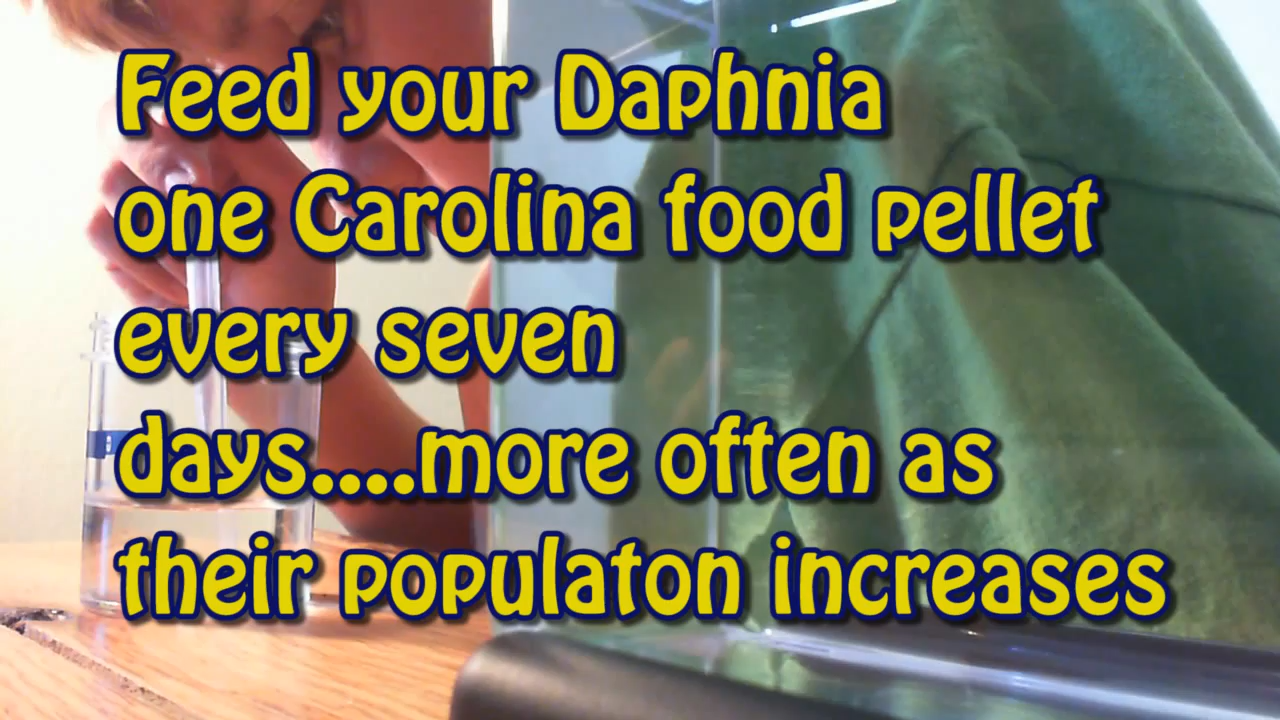 Feed your Daphnia
one Carolina food pellet
every seven
days....more often as
their populaton increases